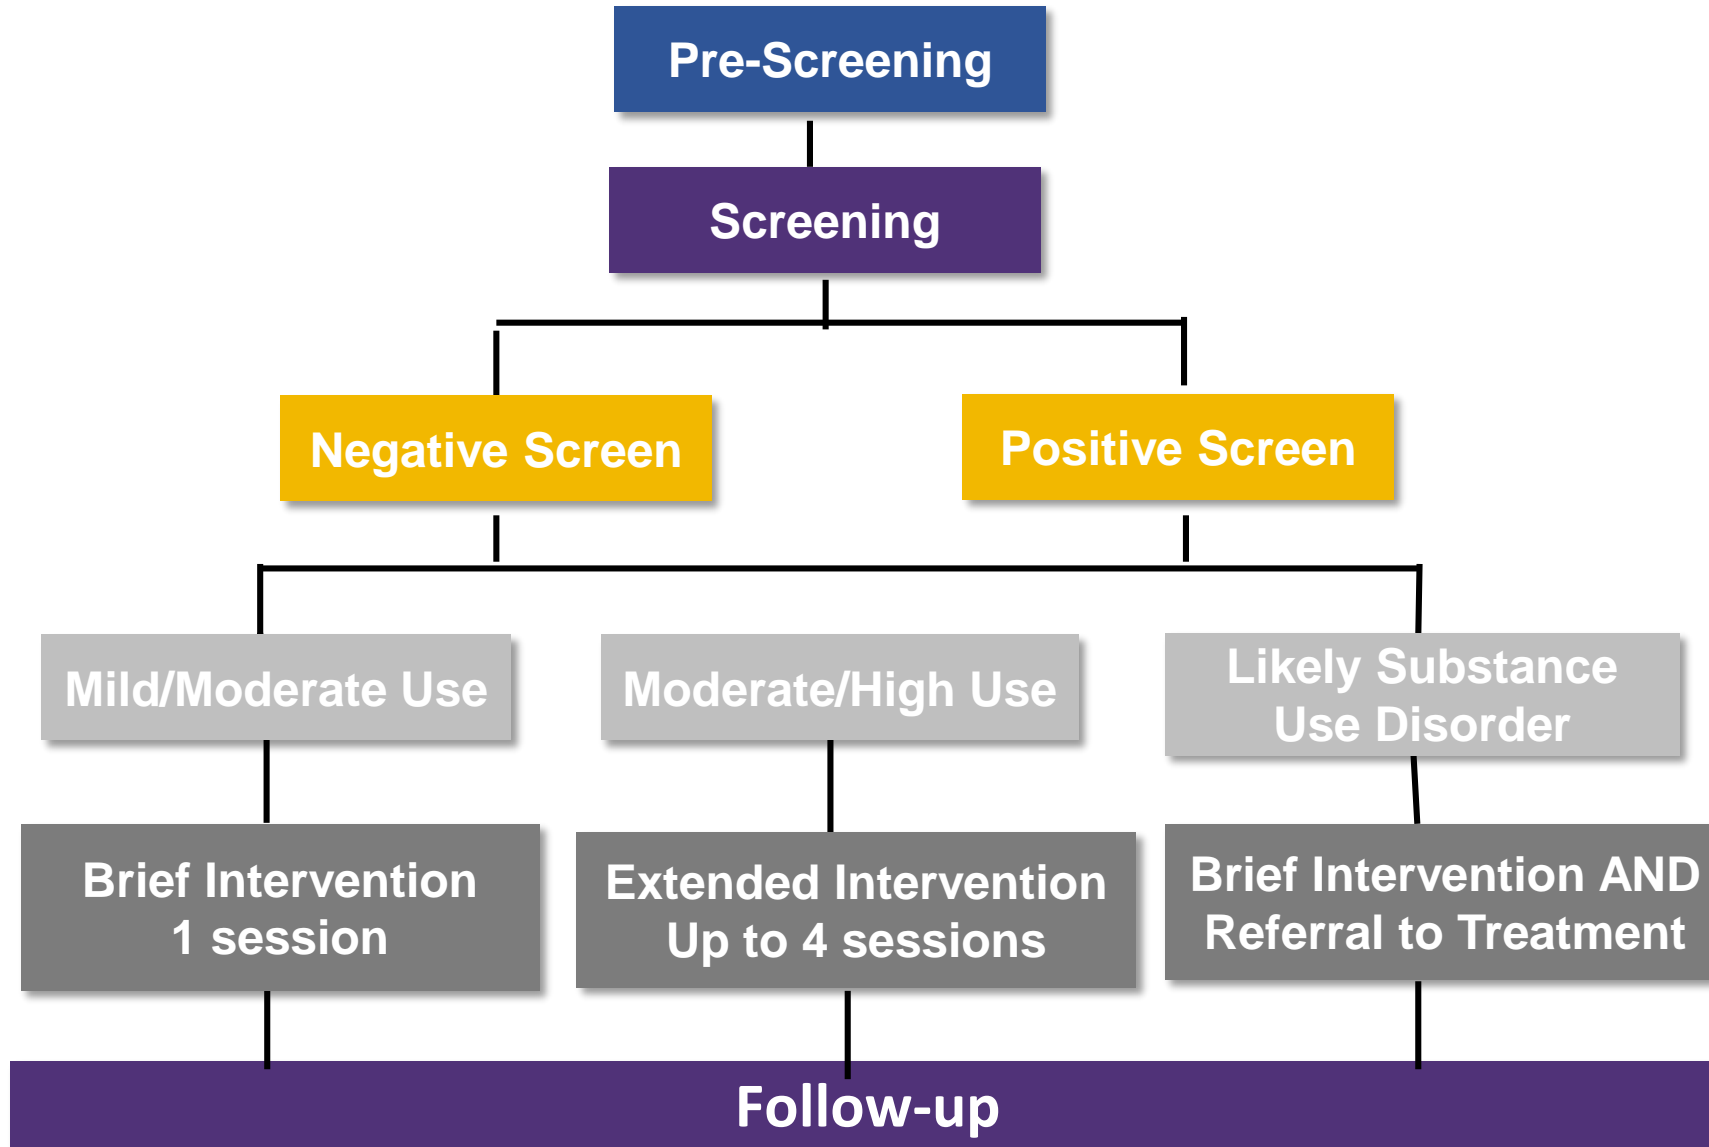 Pre-Screening
Screening
Negative Screen
Positive Screen
Mild/Moderate Use
Moderate/High Use
Likely Substance
Use Disorder
Brief Intervention
1 session
Extended Intervention
Up to 4 sessions
Brief Intervention AND
Referral to Treatment
Follow-up